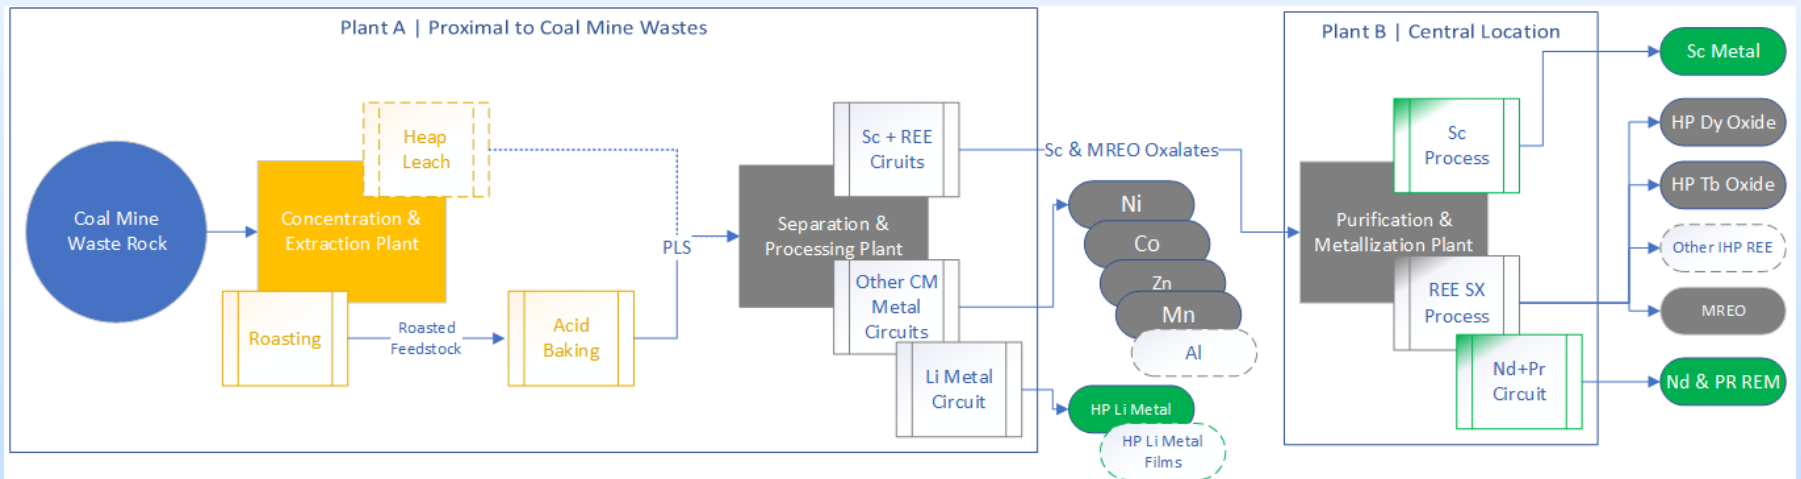 Plant A | Proximal to Coal Mine Wastes
Plant B | Central Location
Coal Mine
Waste Rock
Heap
Leach
Concentration &
Extraction Plant
Roasting
Roasted
Feedstock
Acid
Baking
PLS
Sc + REE
Ciruits
Separation &
Processing Plant
Other CM
Metal
Circuits
Li Metal
Circuit
Sc & MREO Oxalates
Ni
Co
Zn
Mn
Al
HP Li Metal
HP Li Metal
Films
Sc
Process
Purification &
Metallization Plant
REE SX
Process
Nd+Pr
Circuit
Sc Metal
HP Dy Oxide
HP Tb Oxide
Other IHP REE
MREO
Nd & PR REM